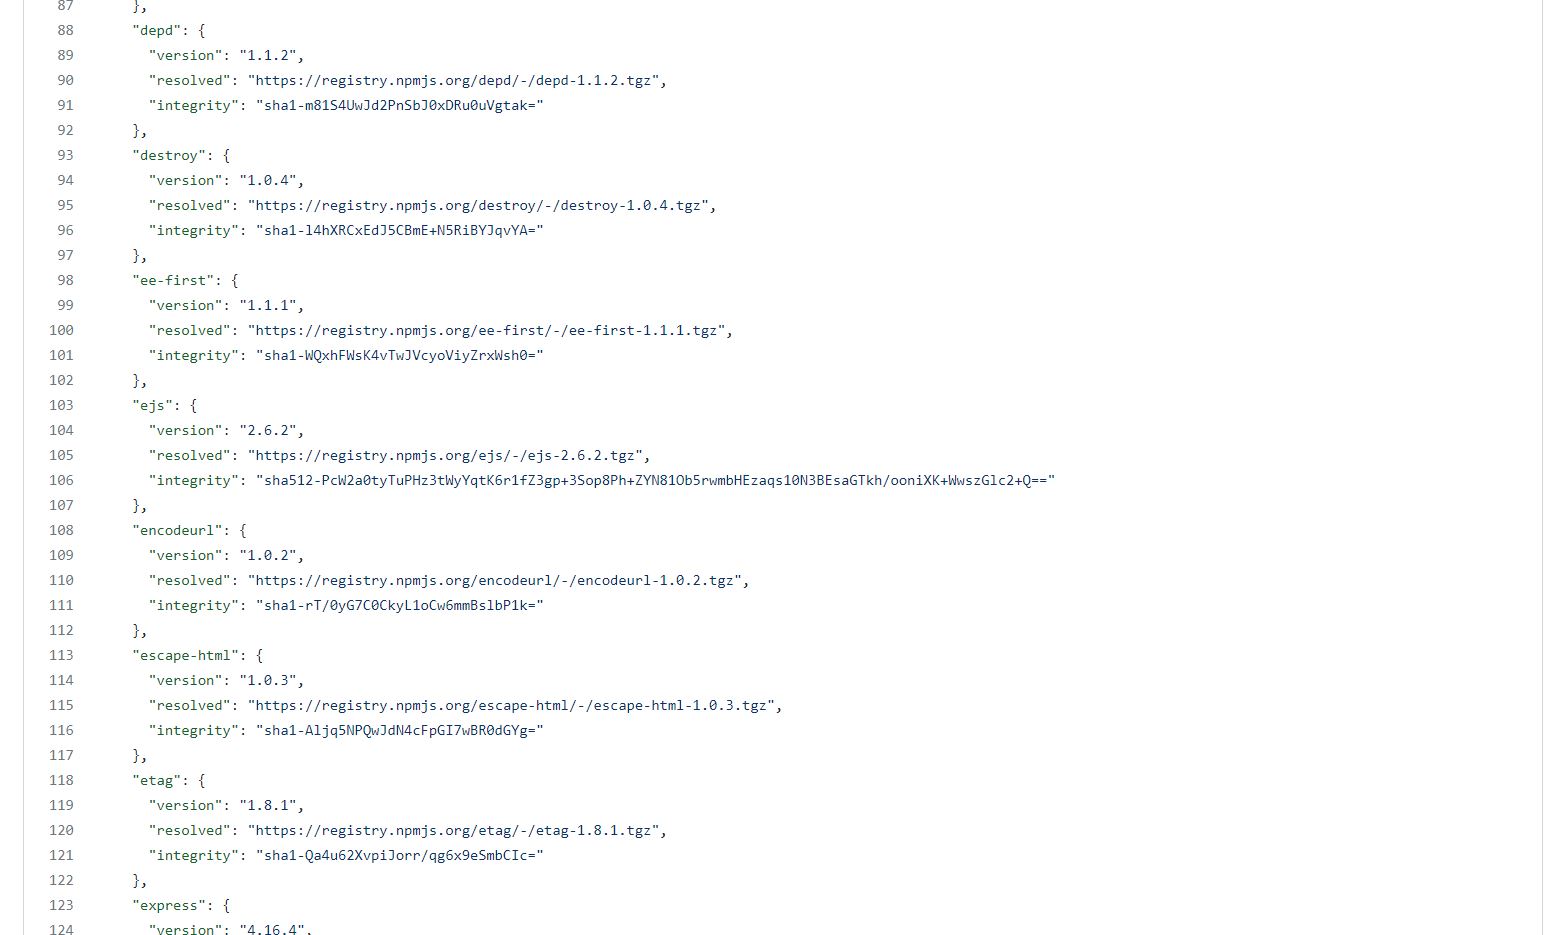 87 },
88 "depd": {
89 "version": "1.1.2",
90 "resolved": "https://registry.npmjs.org/depd/-/depd-1.1.2.tgz",
91 "integrity": "sha1-m81S4UwJd2PnSbJ0xDRu0uVgtak="
92 },
93 "destroy": {
94 "version": "1.0.4",
95 "resolved": "https://registry.npmjs.org/destroy/-/destroy-1.0.4.tgz",
96 "integrity": "sha1-l4hXRCxEdJ5CBmE+N5RiBYJqvYA="
97 },
98 "ee-first": {
99 "version": "1.1.1",
100 "resolved": "https://registry.npmjs.org/ee-first/-/ee-first-1.1.1.tgz",
101 "integrity": "sha1-WQxhFWsK4vTwJVcyoViyZrxWsh0="
102 },
103 "ejs": {
104 "version": "2.6.2",
105 "resolved": "https://registry.npmjs.org/ejs/-/ejs-2.6.2.tgz",
106 "integrity": "sha512-PcW2a0tyTuPHz3tWyYqtK6r1fZ3gp+3Sop8Ph+ZYN81Ob5rwmbHEzaqs10N3BEsaGTkh/ooniXK+WwszGlc2+Q=="
107 },
108 "encodeurl": {
109 "version": "1.0.2",
110 "resolved": "https://registry.npmjs.org/encodeurl/-/encodeurl-1.0.2.tgz",
111 "integrity": "sha1-rT/0yG7C0CkyL1oCw6mmBslbP1k="
112 },
113 "escape-html": {
114 "version": "1.0.3",
115 "resolved": "https://registry.npmjs.org/escape-html/-/escape-html-1.0.3.tgz",
116 "integrity": "sha1-Aljq5NPQwJdN4cFpGI7wBR0dGYg="
117 },
118 "etag": {
119 "version": "1.8.1",
120 "resolved": "https://registry.npmjs.org/etag/-/etag-1.8.1.tgz",
121 "integrity": "sha1-Qa4u62XvpiJorr/qg6x9eSmbCIc="
122 },
123 "express": {
124 "version": "4.16.4",